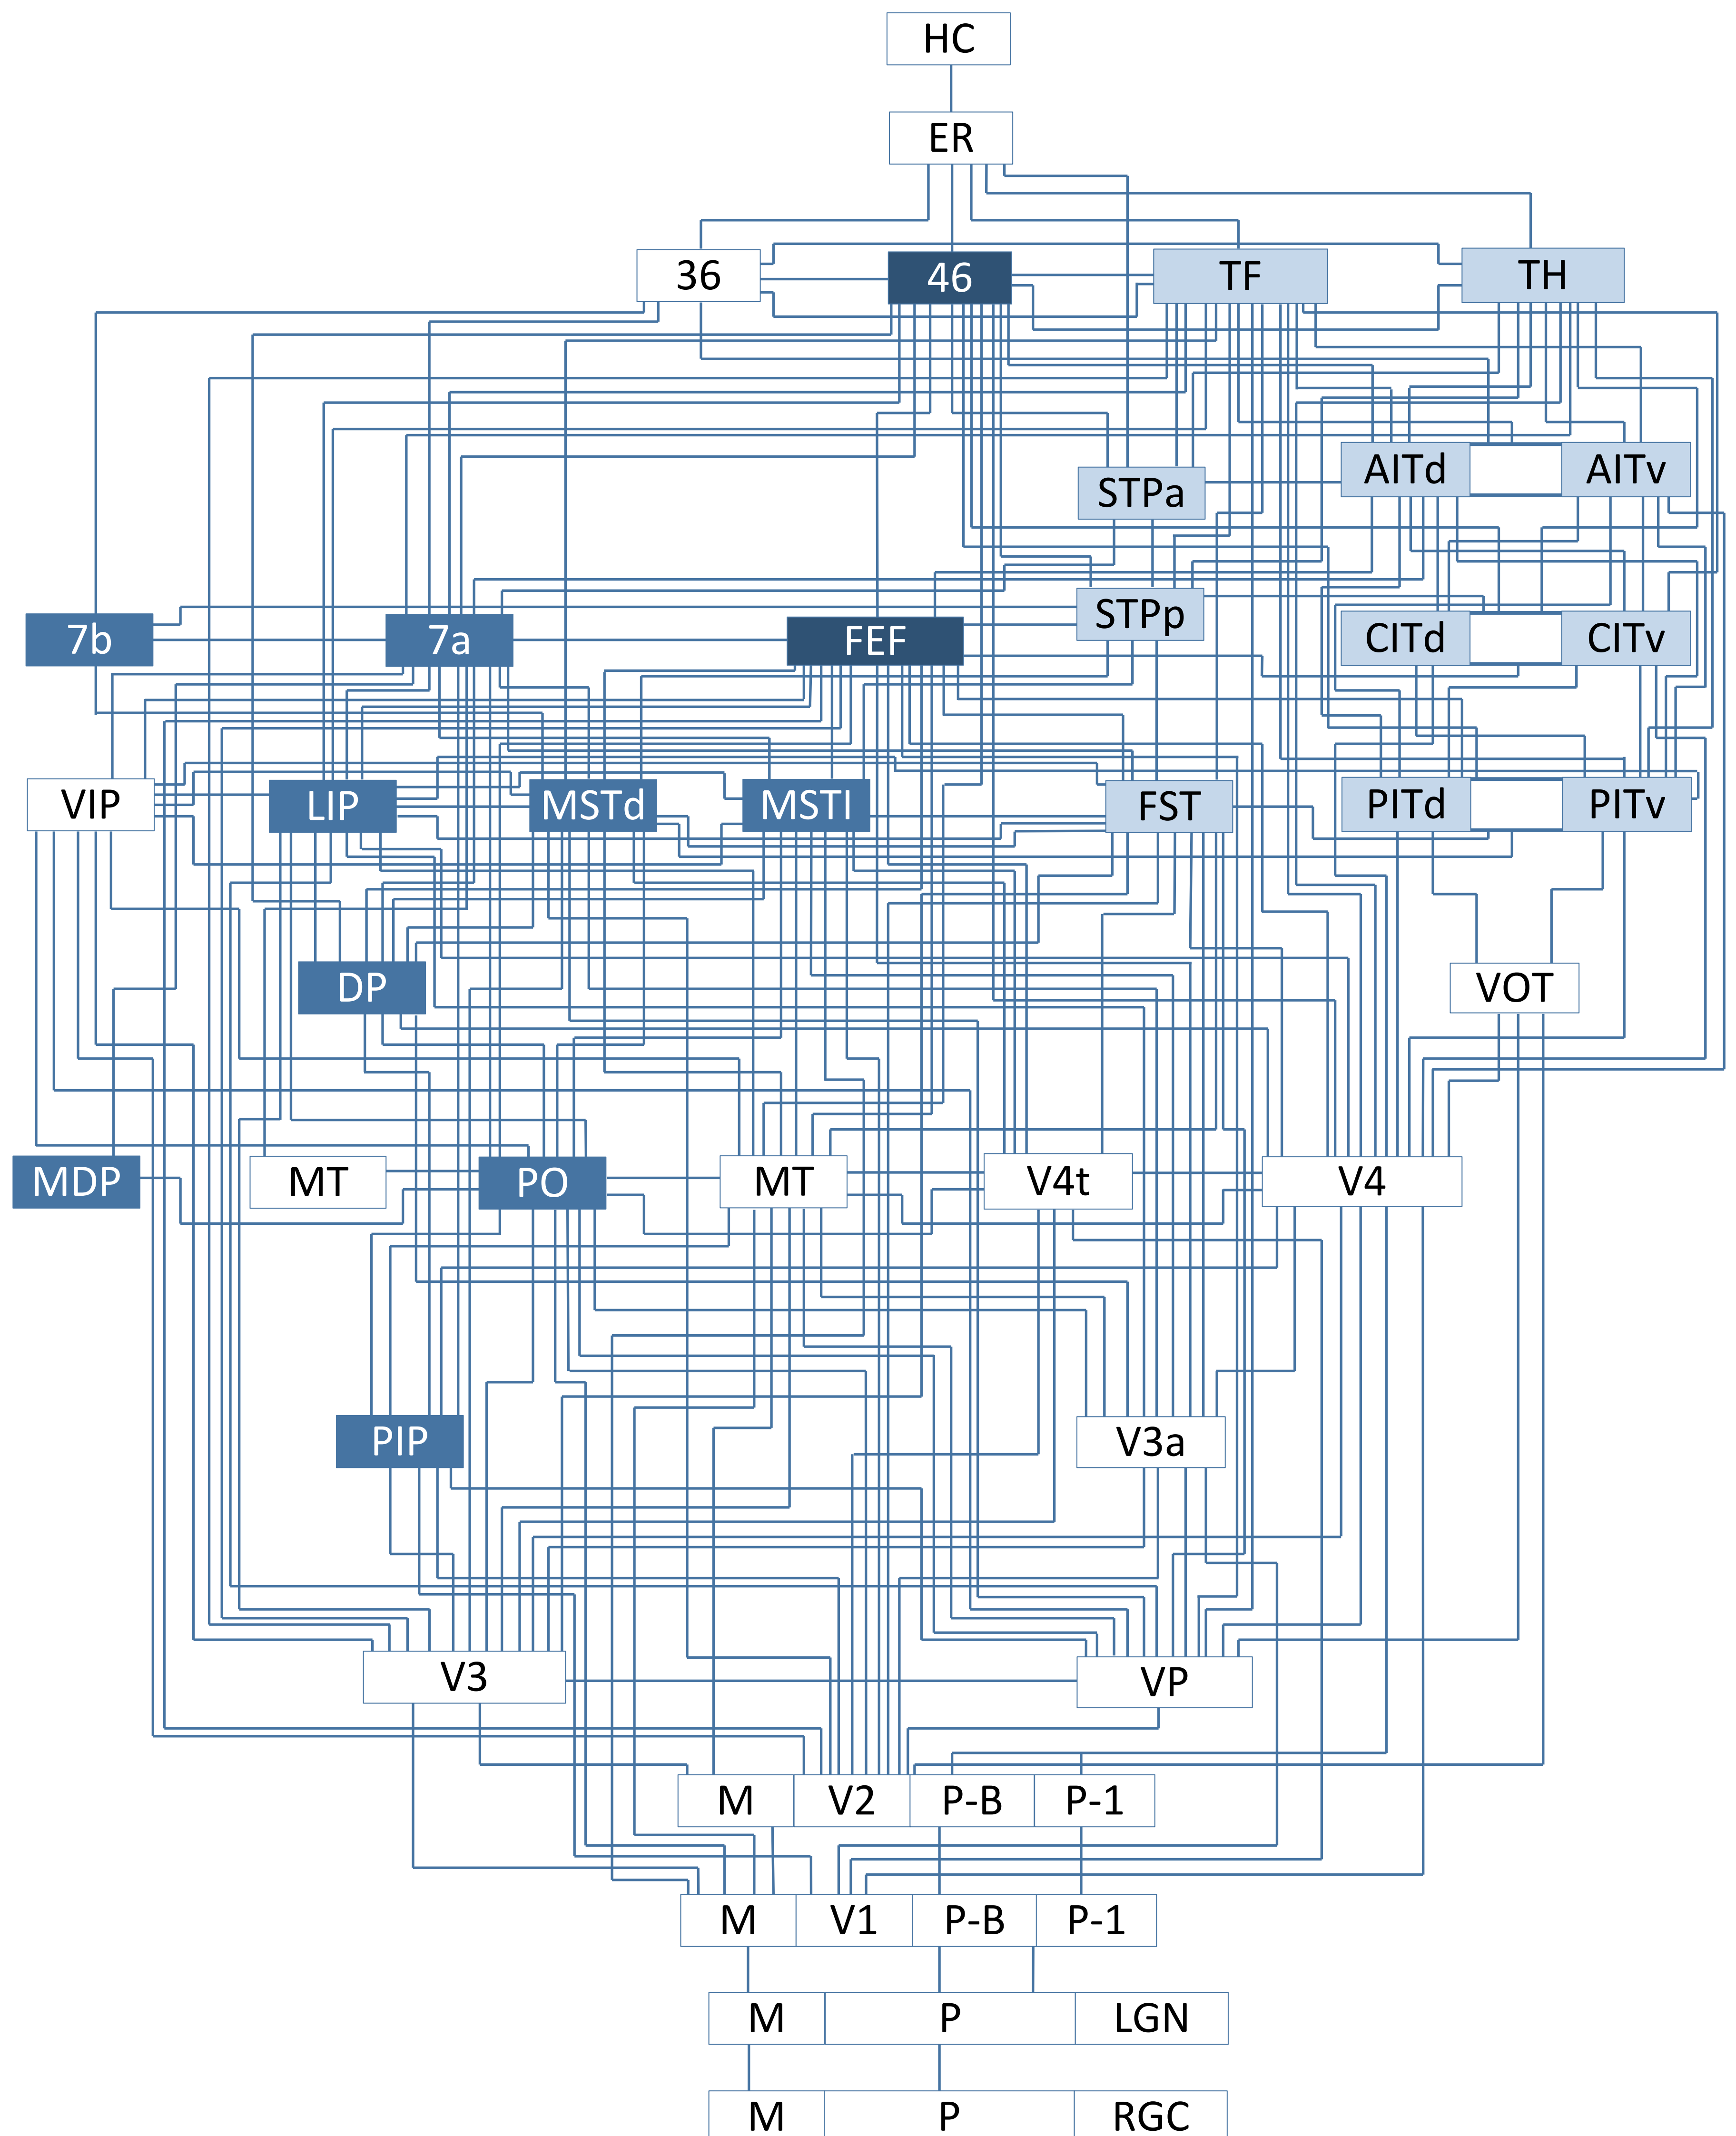 HC
ER
36 46 TF TH
AITd AITv
STPa
7b 7a FEF STPp CITd CITv
VIP LIP MSTd MSTl FST PITd PITv
DP VOT
MDP MT PO MT V4t V4
PIP V3a
V3 VP
M V2 P-B P-1
M V1 P-B P-1
M P LGN
M P RGC